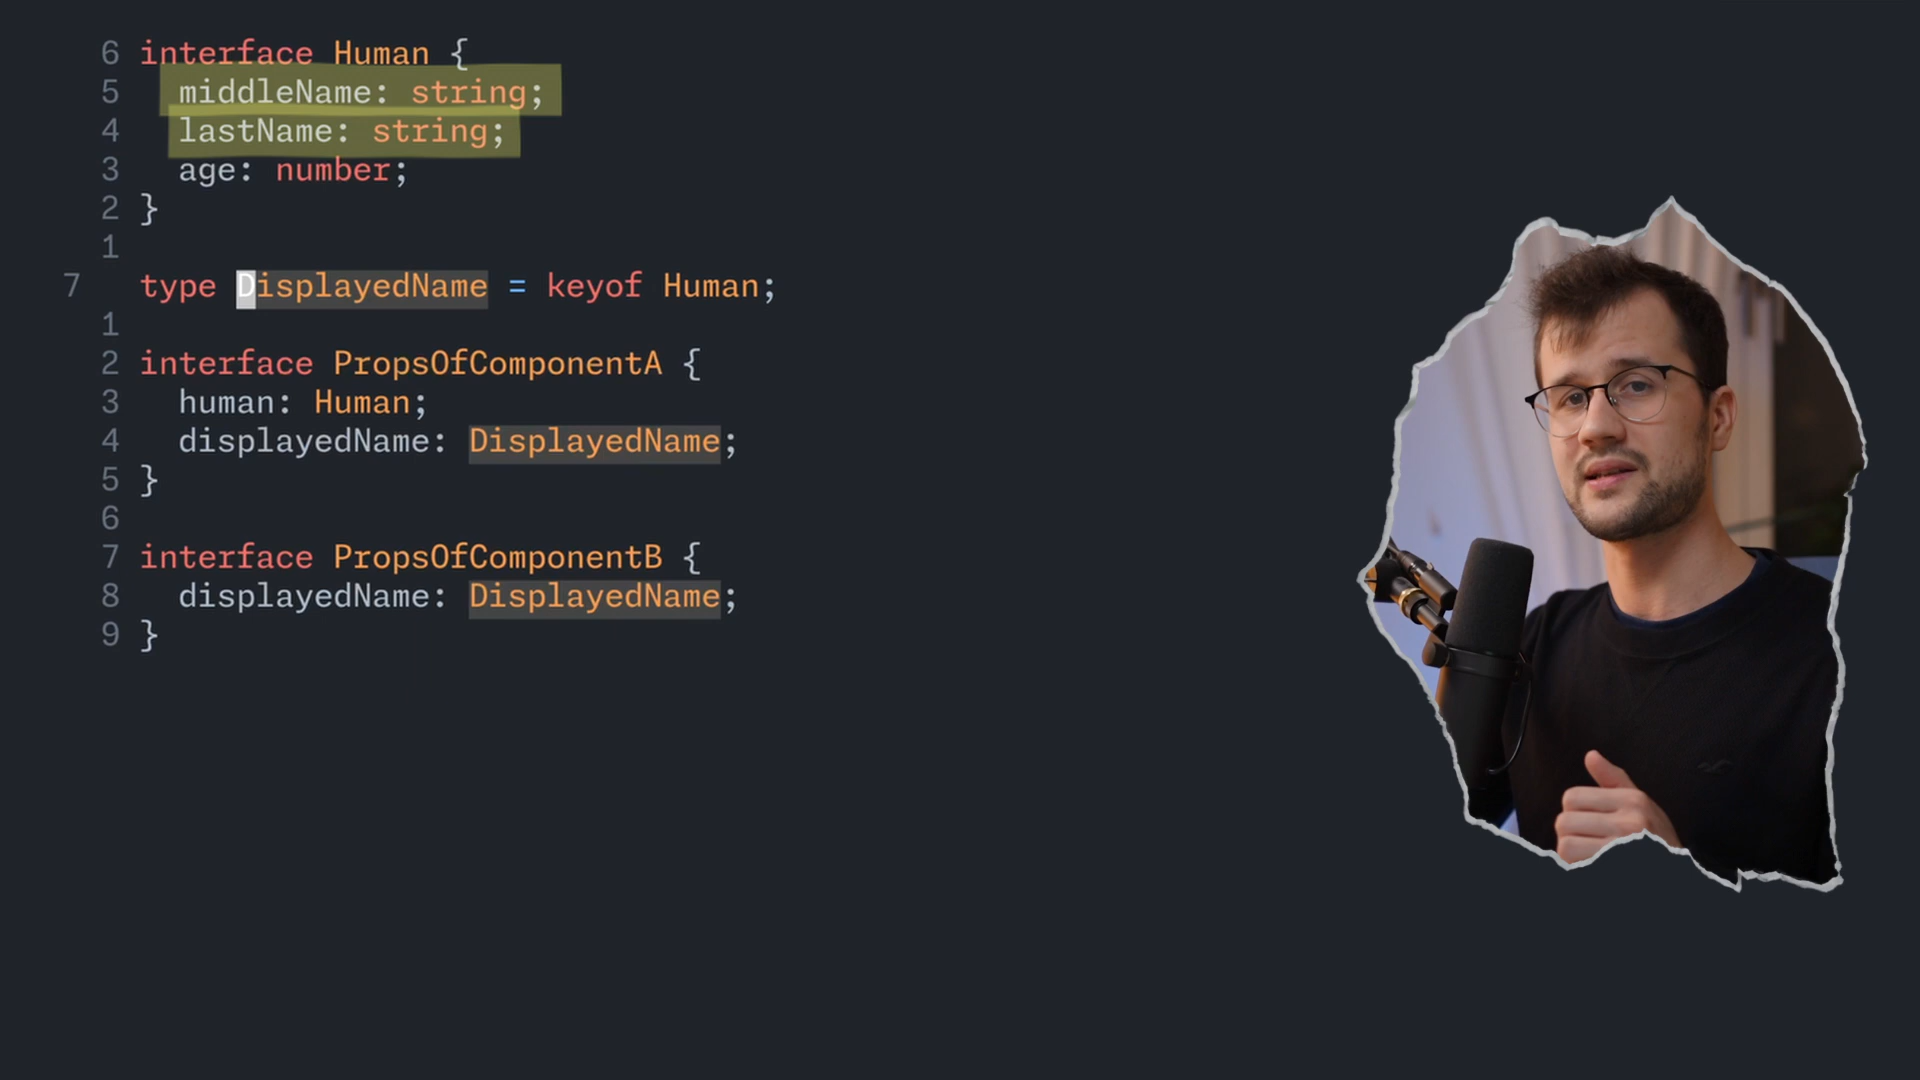 6 interface Human {
5 middleName: string;
4 lastName: string;
3 age: number;
2 }
1
7 type DisplayedName = keyof Human;
1
2 interface PropsOfComponentA {
3 human: Human;
4 displayedName: DisplayedName;
5 }
6
7 interface PropsOfComponentB {
8 displayedName: DisplayedName;
9 }